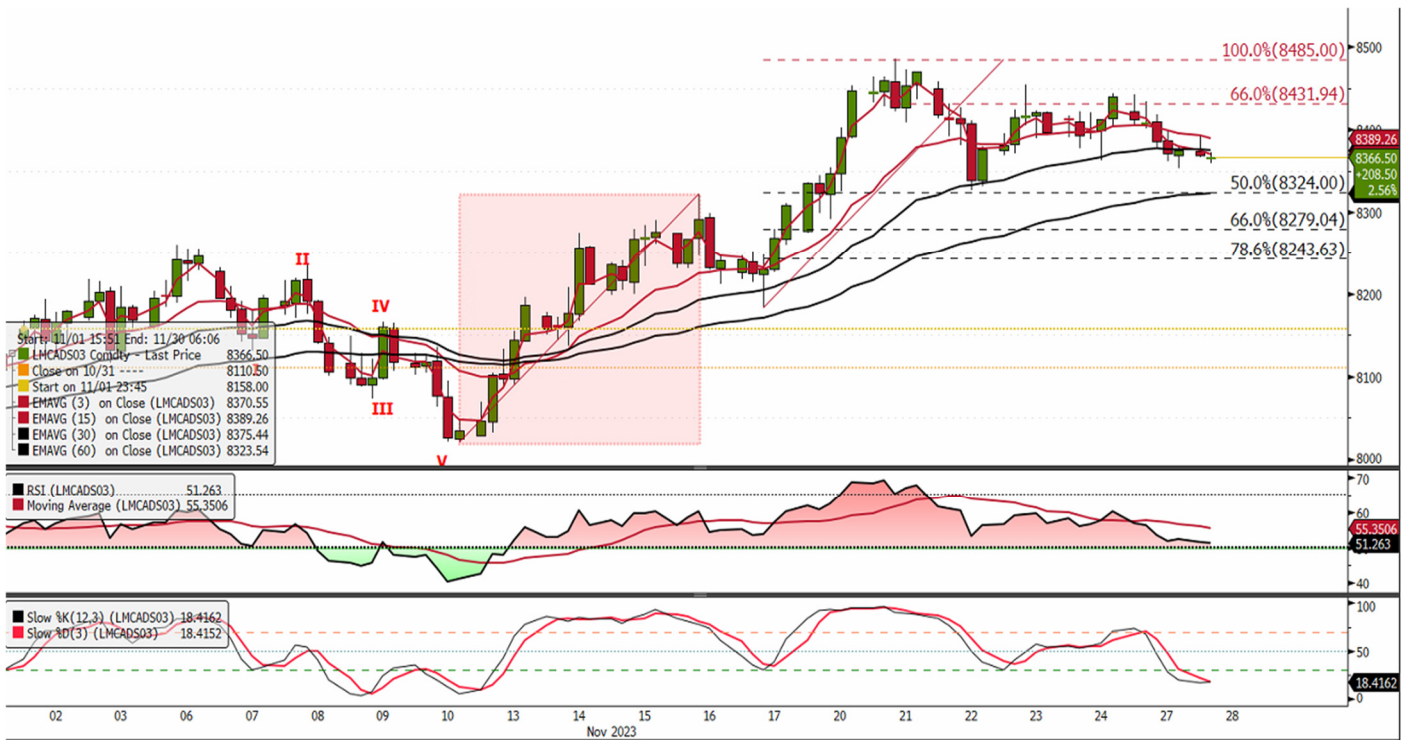 100.0%(8485.00)
8500
66.0%(8431.94)
8400
8389.26
8366.50
+208.50
2.56%
50.0%(8324.00)
8300
66.0%(8279.04)
78.6%(8243.63)
8200
8100
8000
II
IV
III
V
Start: 11/01 15:51 End: 11/30 06:06
LMCADS03 Comdty - Last Price 8366.50
Close on 10/31 ---- 8110.50
Start on 11/01 23:45 8158.00
EMAVG (3) on Close (LMCADS03) 8370.55
EMAVG (15) on Close (LMCADS03) 8389.26
EMAVG (30) on Close (LMCADS03) 8375.44
EMAVG (60) on Close (LMCADS03) 8323.54
RSI (LMCADS03) 51.263
Moving Average (LMCADS03) 55.3506
70
60
55.3506
51.263
40
Slow %K(12,3) (LMCADS03) 18.4162
Slow %D(3) (LMCADS03) 18.4152
100
50
18.4162
0
02 03 06 07 08 09 10 13 14 15 16 17 20 21 22 23 24 27 28
Nov 2023